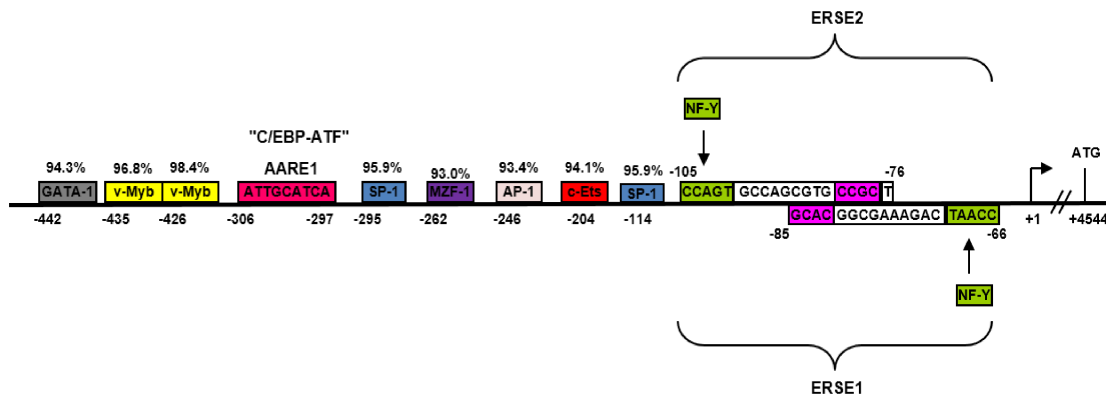 ERSE2
NF-Y
"C/EBP-ATF"
94.3% 96.8% 98.4% AARE1 95.9% 93.0% 93.4% 94.1% 95.9% -105 -76 ATG
GATA-1 v-Myb v-Myb ATTGCATCA SP-1 MZF-1 AP-1 c-Ets SP-1 CCAGT GCCAGCGTG CCGC T
-442 -435 -426 -306 -297 -295 -262 -246 -204 -114 GCAC GGCGAAAGAC TAACC +1 // +4544
-85 -66
NF-Y
ERSE1